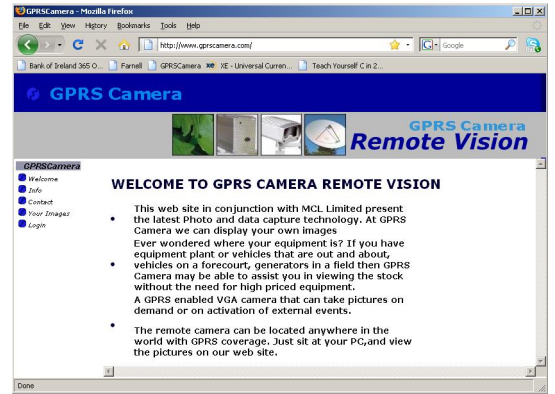 GPRSCamera - Mozilla Firefox
File Edit View History Bookmarks Tools Help
http://www.gprscamera.com/
G Google
Bank of Ireland 365 O... Farnell GPRSCamera XE - Universal Curren... Teach Yourself C in 2...
GPRS Camera
GPRS Camera
Remote Vision
GPRSCamera
Welcome
Info
Contact
Your Images
Login
WELCOME TO GPRS CAMERA REMOTE VISION
This web site in conjunction with MCL Limited present
the latest Photo and data capture technology. At GPRS
Camera we can display your own images
Ever wondered where your equipment is? If you have
equipment plant or vehicles that are out and about,
vehicles on a forecourt, generators in a field then GPRS
Camera may be able to assist you in viewing the stock
without the need for high priced equipment.
A GPRS enabled VGA camera that can take pictures on
demand or on activation of external events.
The remote camera can be located anywhere in the
world with GPRS coverage. Just sit at your PC,and view
the pictures on our web site.
Done